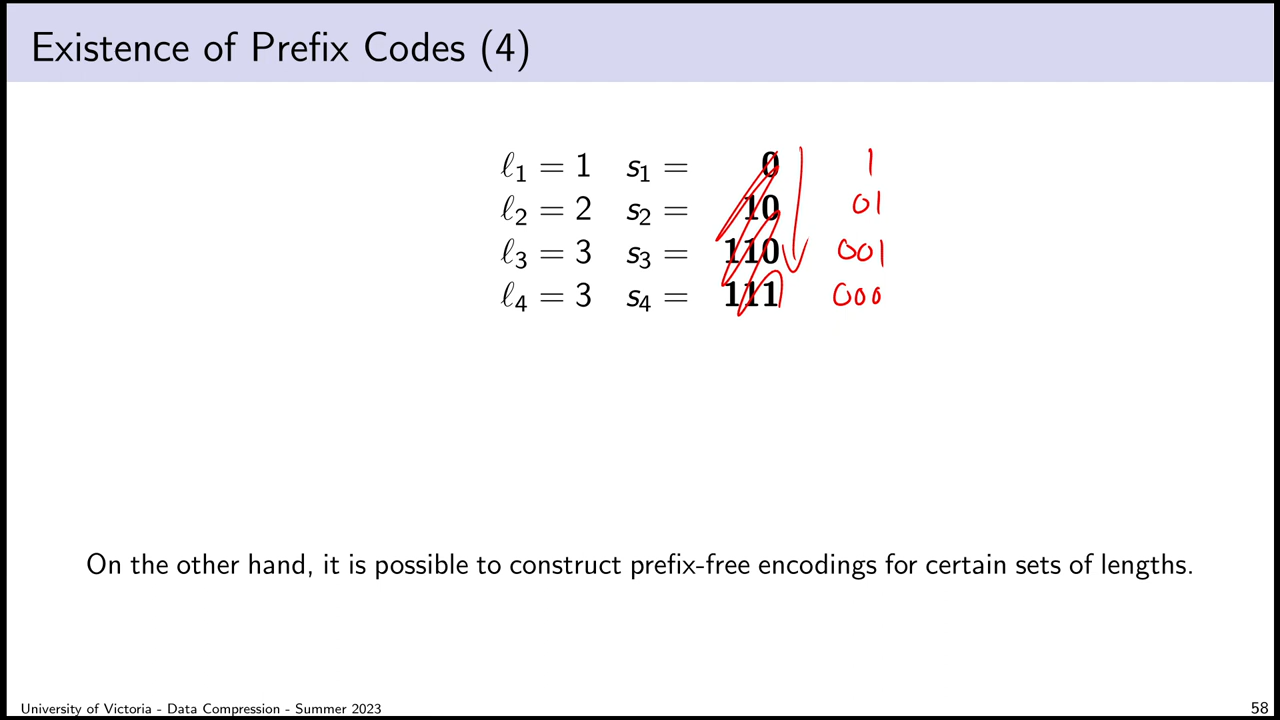 Existence of Prefix Codes (4)
ℓ₁ = 1 s₁ = 0 1
ℓ₂ = 2 s₂ = 10 01
ℓ₃ = 3 s₃ = 110 001
ℓ₄ = 3 s₄ = 111 000
On the other hand, it is possible to construct prefix-free encodings for certain sets of lengths.
University of Victoria - Data Compression - Summer 2023 58